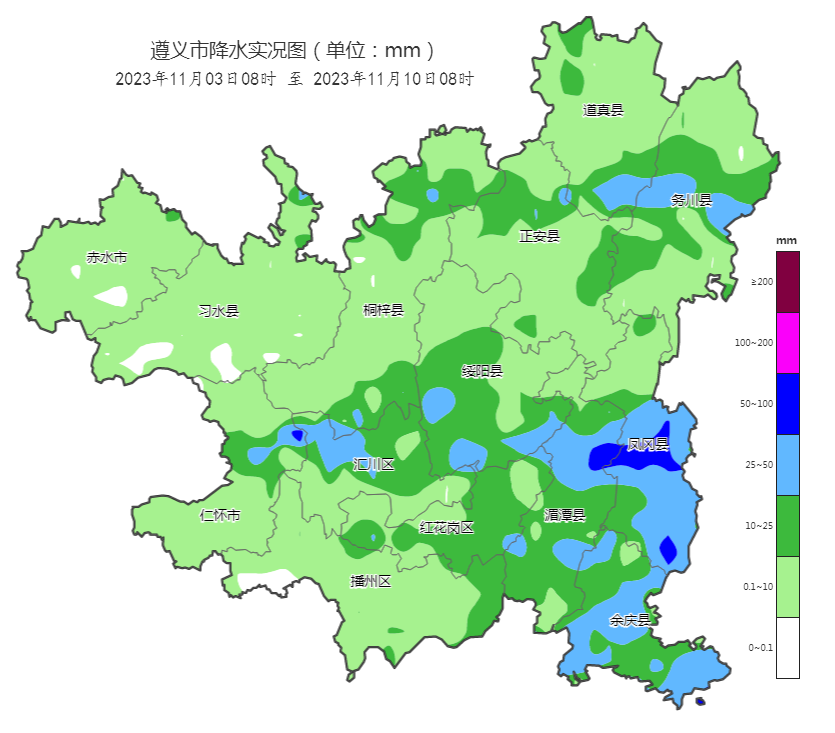 遵义市降水实况图（单位：mm）
2023年11月03日08时 至 2023年11月10日08时
道真县
务川县
正安县
赤水市
习水县
桐梓县
绥阳县
凤冈县
汇川区
仁怀市
红花岗区
湄潭县
播州区
余庆县
mm
≥200
100~200
50~100
25~50
10~25
0.1~10
0~0.1